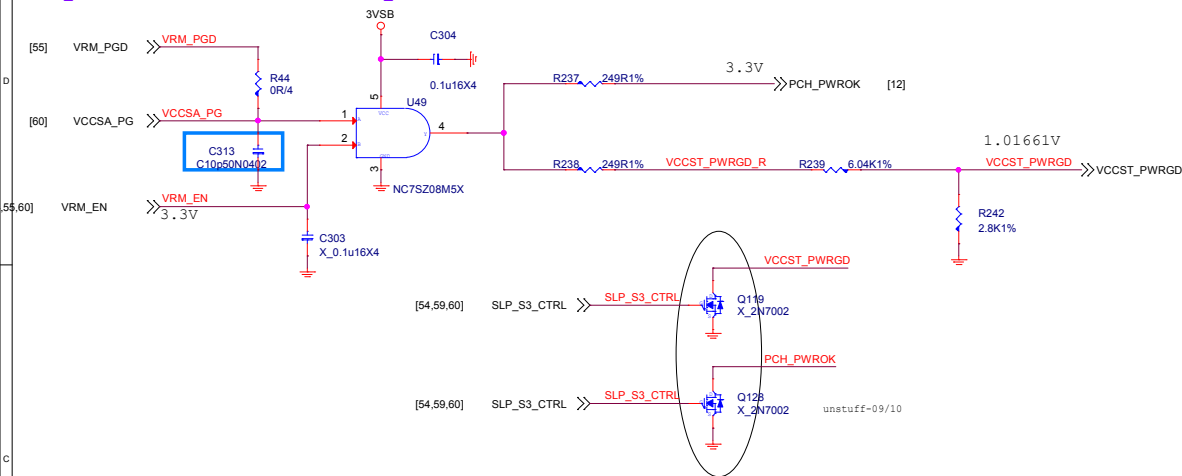 3VSB
C304
0.1u16X4
[55] VRM_PGD VRM_PGD
D
R44
0R/4
R237 249R1%
3.3V
PCH_PWROK [12]
5
VCC
U49
[60] VCCSA_PG VCCSA_PG
1
A
2
B
Y
4
GND
3
NC7SZ08M5X
C313
C10p50N0402
1.01661V
R238 249R1% VCCST_PWRGD_R R239 6.04K1% VCCST_PWRGD VCCST_PWRGD
,55,60] VRM_EN VRM_EN
3.3V
R242
2.8K1%
C303
X_0.1u16X4
VCCST_PWRGD
[54,59,60] SLP_S3_CTRL SLP_S3_CTRL
Q119
X_2N7002
PCH_PWROK
[54,59,60] SLP_S3_CTRL SLP_S3_CTRL
Q128
X_2N7002
unstuff-09/10
C